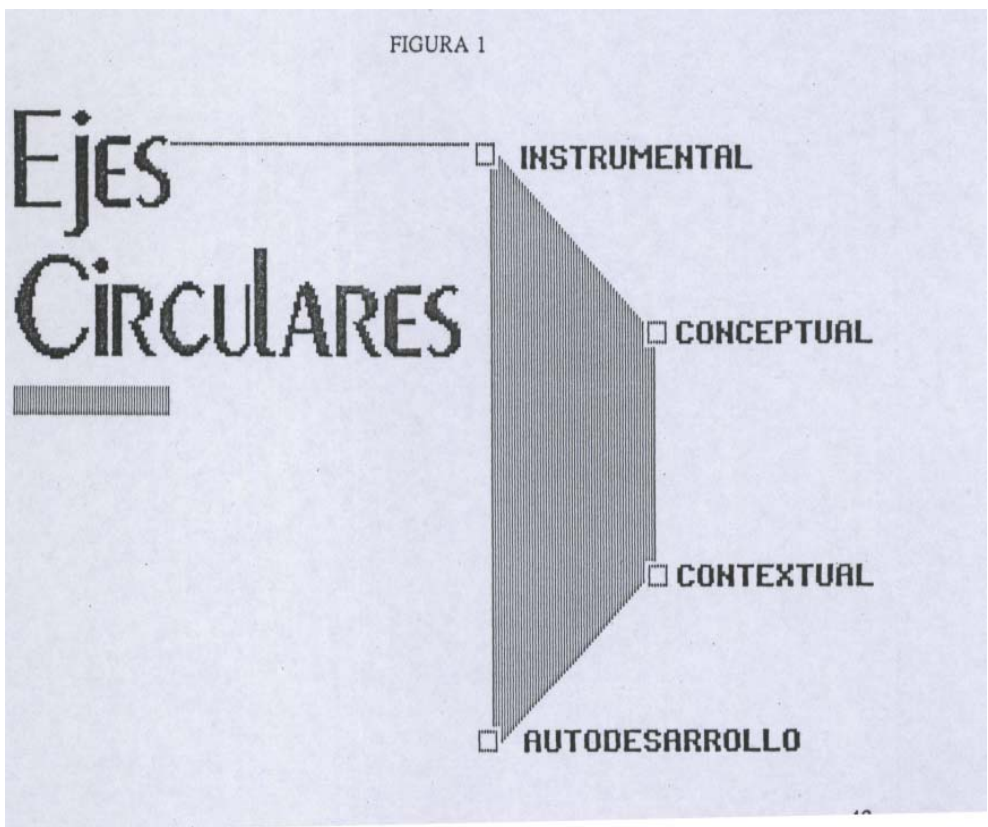 FIGURA 1
Ejes
Circulares
INSTRUMENTAL
CONCEPTUAL
CONTEXTUAL
AUTODESARROLLO